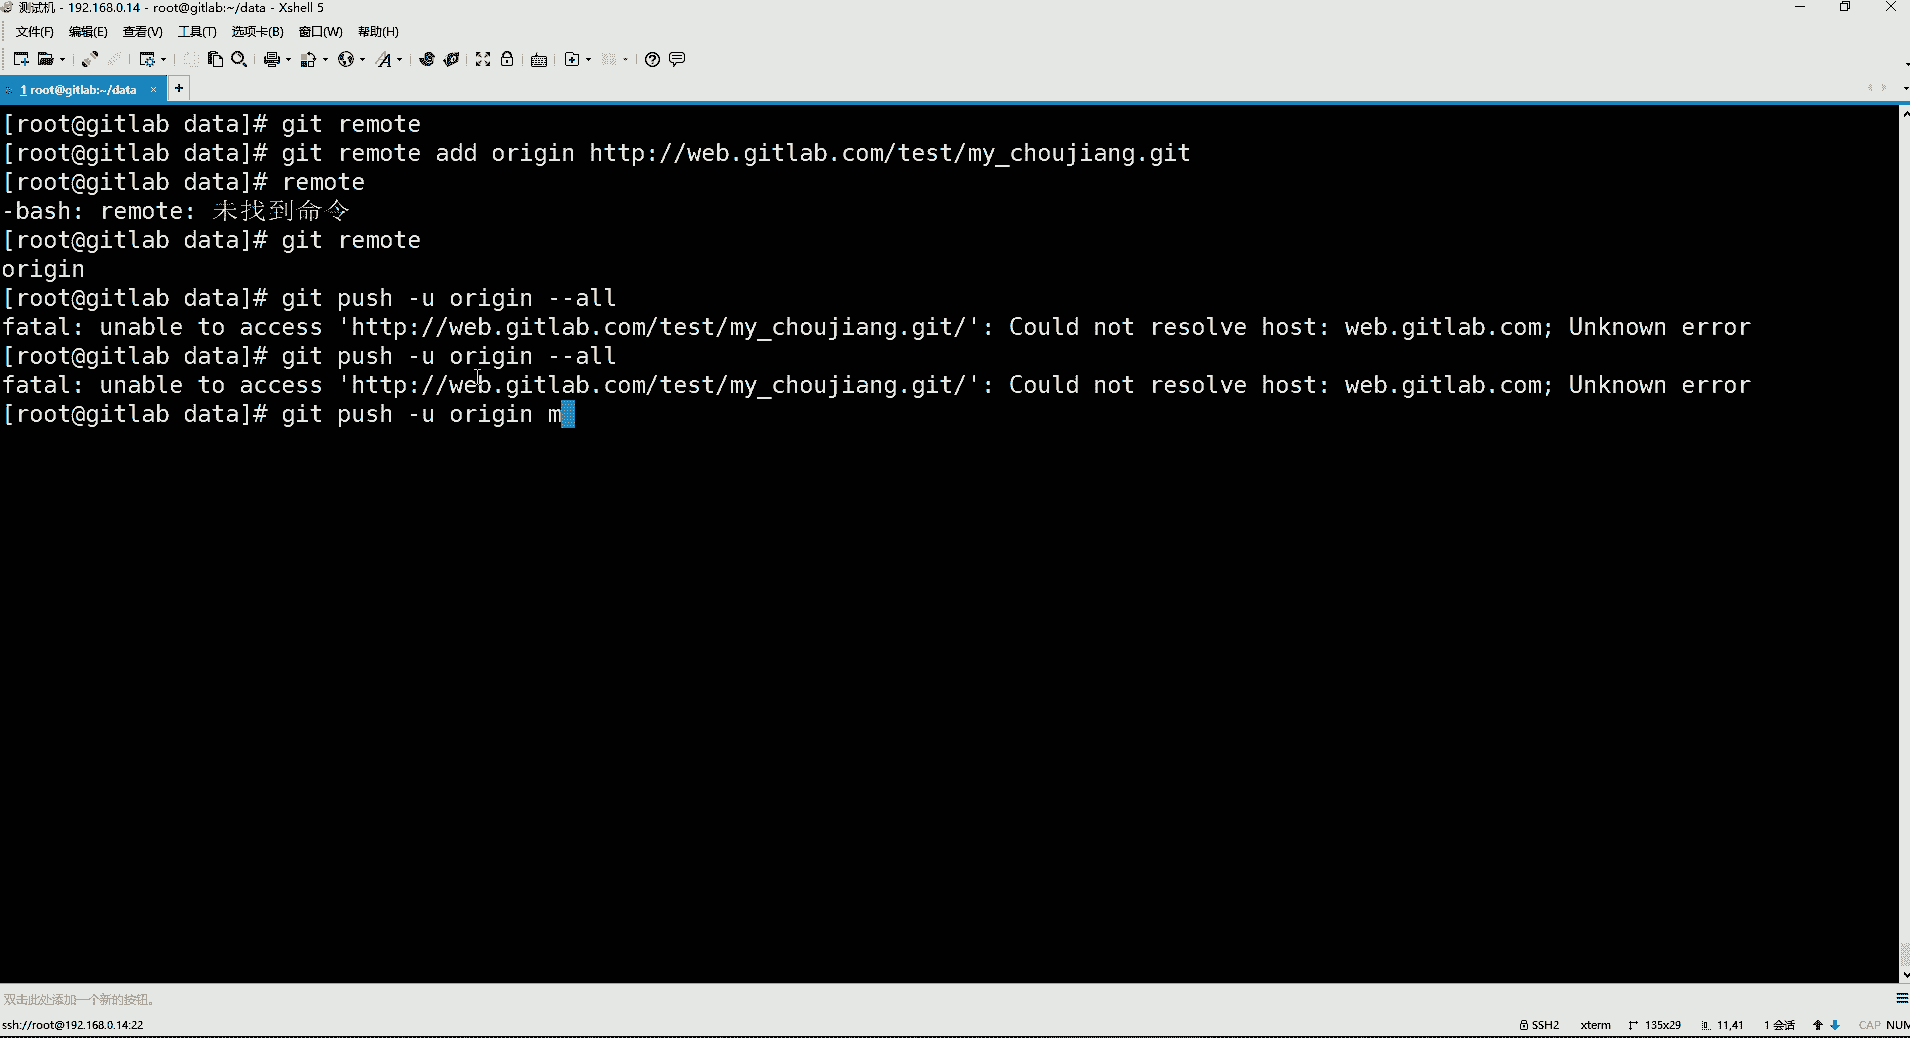 测试机 - 192.168.0.14 - root@gitlab:~/data - Xshell 5
文件(F) 编辑(E) 查看(V) 工具(T) 选项卡(B) 窗口(W) 帮助(H)
1 root@gitlab:~/data × +
[root@gitlab data]# git remote
[root@gitlab data]# git remote add origin http://web.gitlab.com/test/my_choujiang.git
[root@gitlab data]# remote
-bash: remote: 未找到命令
[root@gitlab data]# git remote
origin
[root@gitlab data]# git push -u origin --all
fatal: unable to access 'http://web.gitlab.com/test/my_choujiang.git/': Could not resolve host: web.gitlab.com; Unknown error
[root@gitlab data]# git push -u origin --all
fatal: unable to access 'http://web.gitlab.com/test/my_choujiang.git/': Could not resolve host: web.gitlab.com; Unknown error
[root@gitlab data]# git push -u origin m
双击此处添加一个新的按钮。
ssh://root@192.168.0.14:22 SSH2 xterm 135x29 11,41 1 会话 CAP NUM